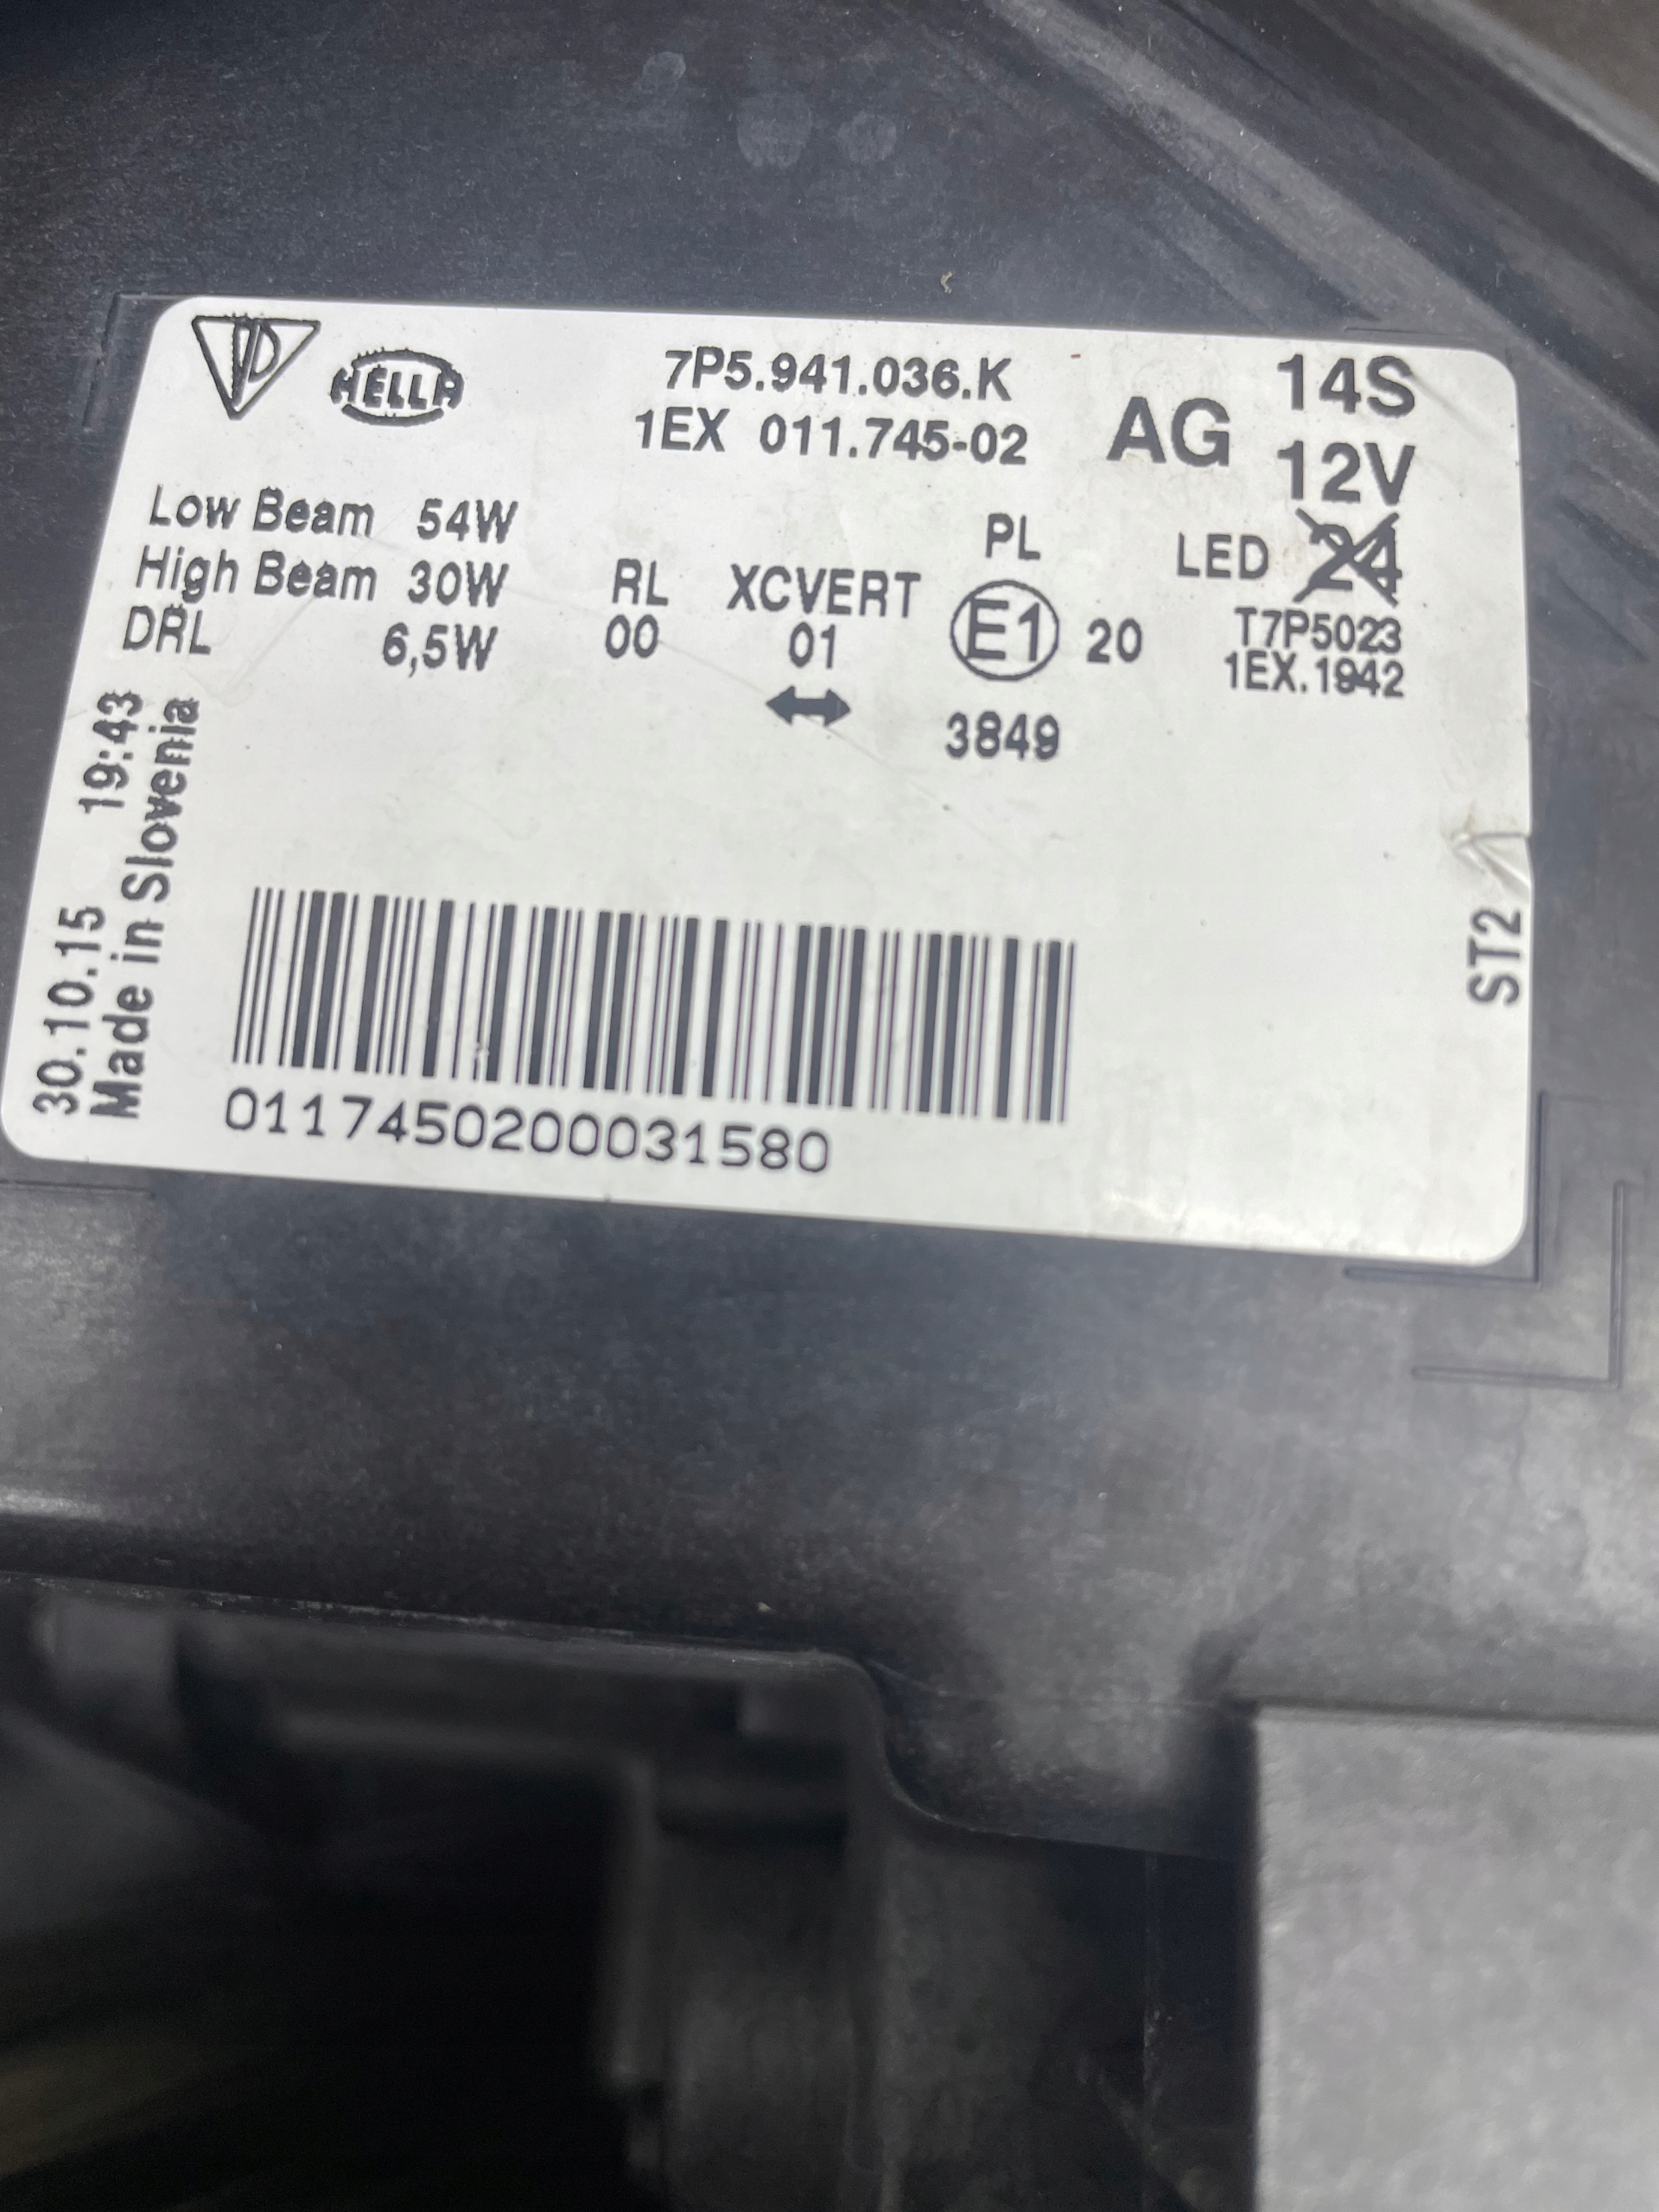 HELLA
7P5.941.036.K
1EX 011.745-02
AG
14S
12V
Low Beam 54W
High Beam 30W
DRL 6,5W
RL
00
XCVERT
01
PL
E1 20
3849
LED 24
T7P5023
1EX.1942
30.10.15 19:43
Made in Slovenia
ST2
0117450200031580